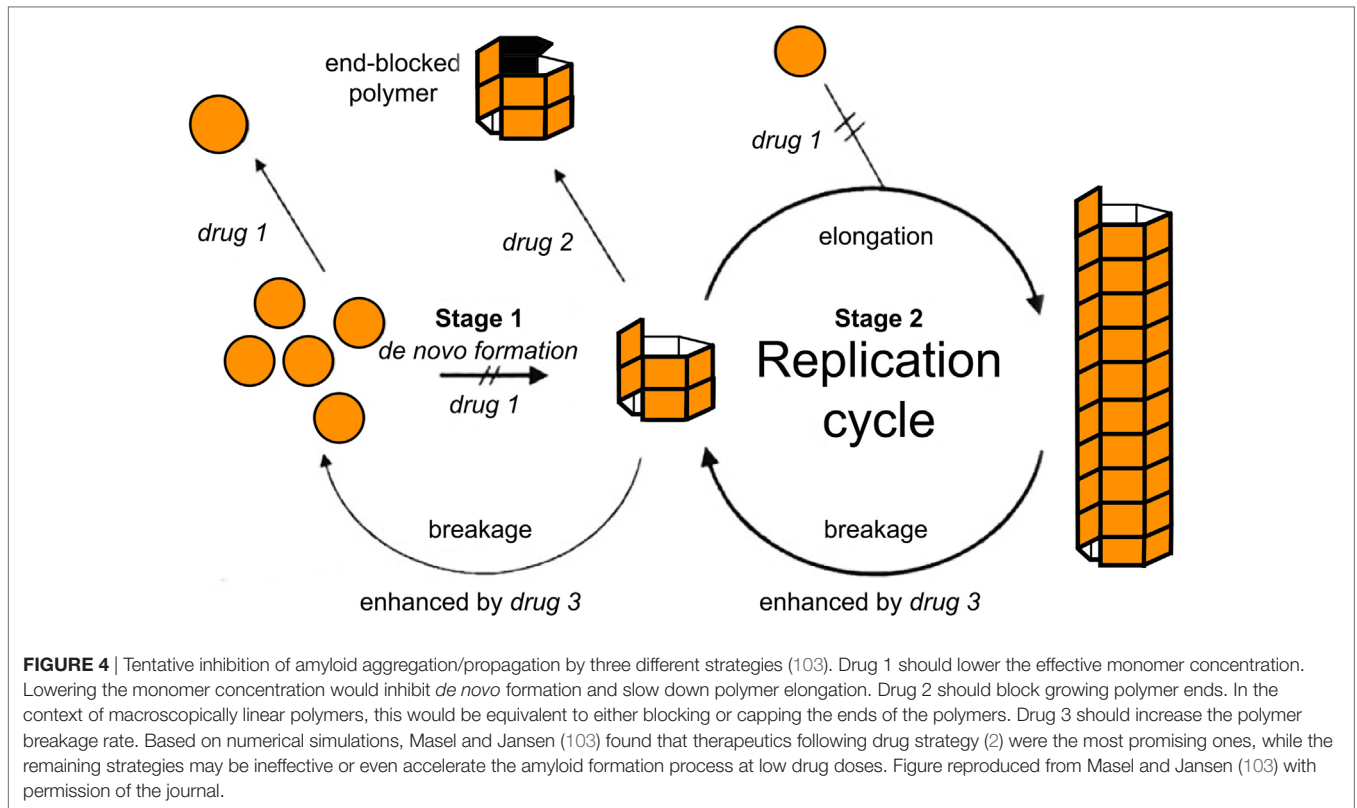 end-blocked
polymer
drug 1
drug 1
drug 2
elongation
Stage 1
de novo formation
drug 1
Stage 2
Replication
cycle
breakage
breakage
enhanced by drug 3
enhanced by drug 3
FIGURE 4 | Tentative inhibition of amyloid aggregation/propagation by three different strategies (103). Drug 1 should lower the effective monomer concentration.
Lowering the monomer concentration would inhibit de novo formation and slow down polymer elongation. Drug 2 should block growing polymer ends. In the
context of macroscopically linear polymers, this would be equivalent to either blocking or capping the ends of the polymers. Drug 3 should increase the polymer
breakage rate. Based on numerical simulations, Masel and Jansen (103) found that therapeutics following drug strategy (2) were the most promising ones, while the
remaining strategies may be ineffective or even accelerate the amyloid formation process at low drug doses. Figure reproduced from Masel and Jansen (103) with
permission of the journal.